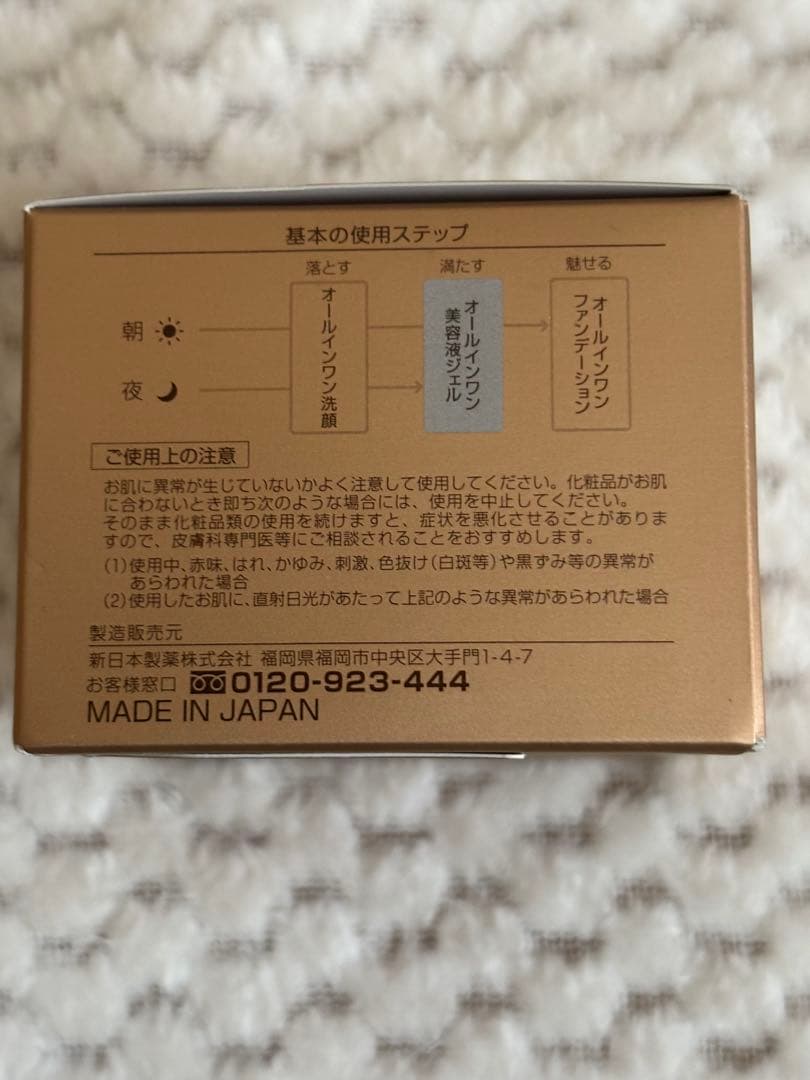 基本の使用ステップ
落とす 満たす 魅せる
朝
夜
オールインワン洗顔
オールインワン
美容液ジェル
オールインワン
ファンデーション
ご使用上の注意
お肌に異常が生じていないかよく注意して使用してください。化粧品がお肌
に合わないとき即ち次のような場合には、使用を中止してください。
そのまま化粧品類の使用を続けますと、症状を悪化させることがありま
すので、皮膚科専門医等にご相談されることをおすすめします。
(1)使用中、赤味、はれ、かゆみ、刺激、色抜け(白斑等)や黒ずみ等の異常が
あらわれた場合
(2)使用したお肌に、直射日光があたって上記のような異常があらわれた場合
製造販売元
新日本製薬株式会社 福岡県福岡市中央区大手門1-4-7
お客様窓口 0120-923-444
MADE IN JAPAN